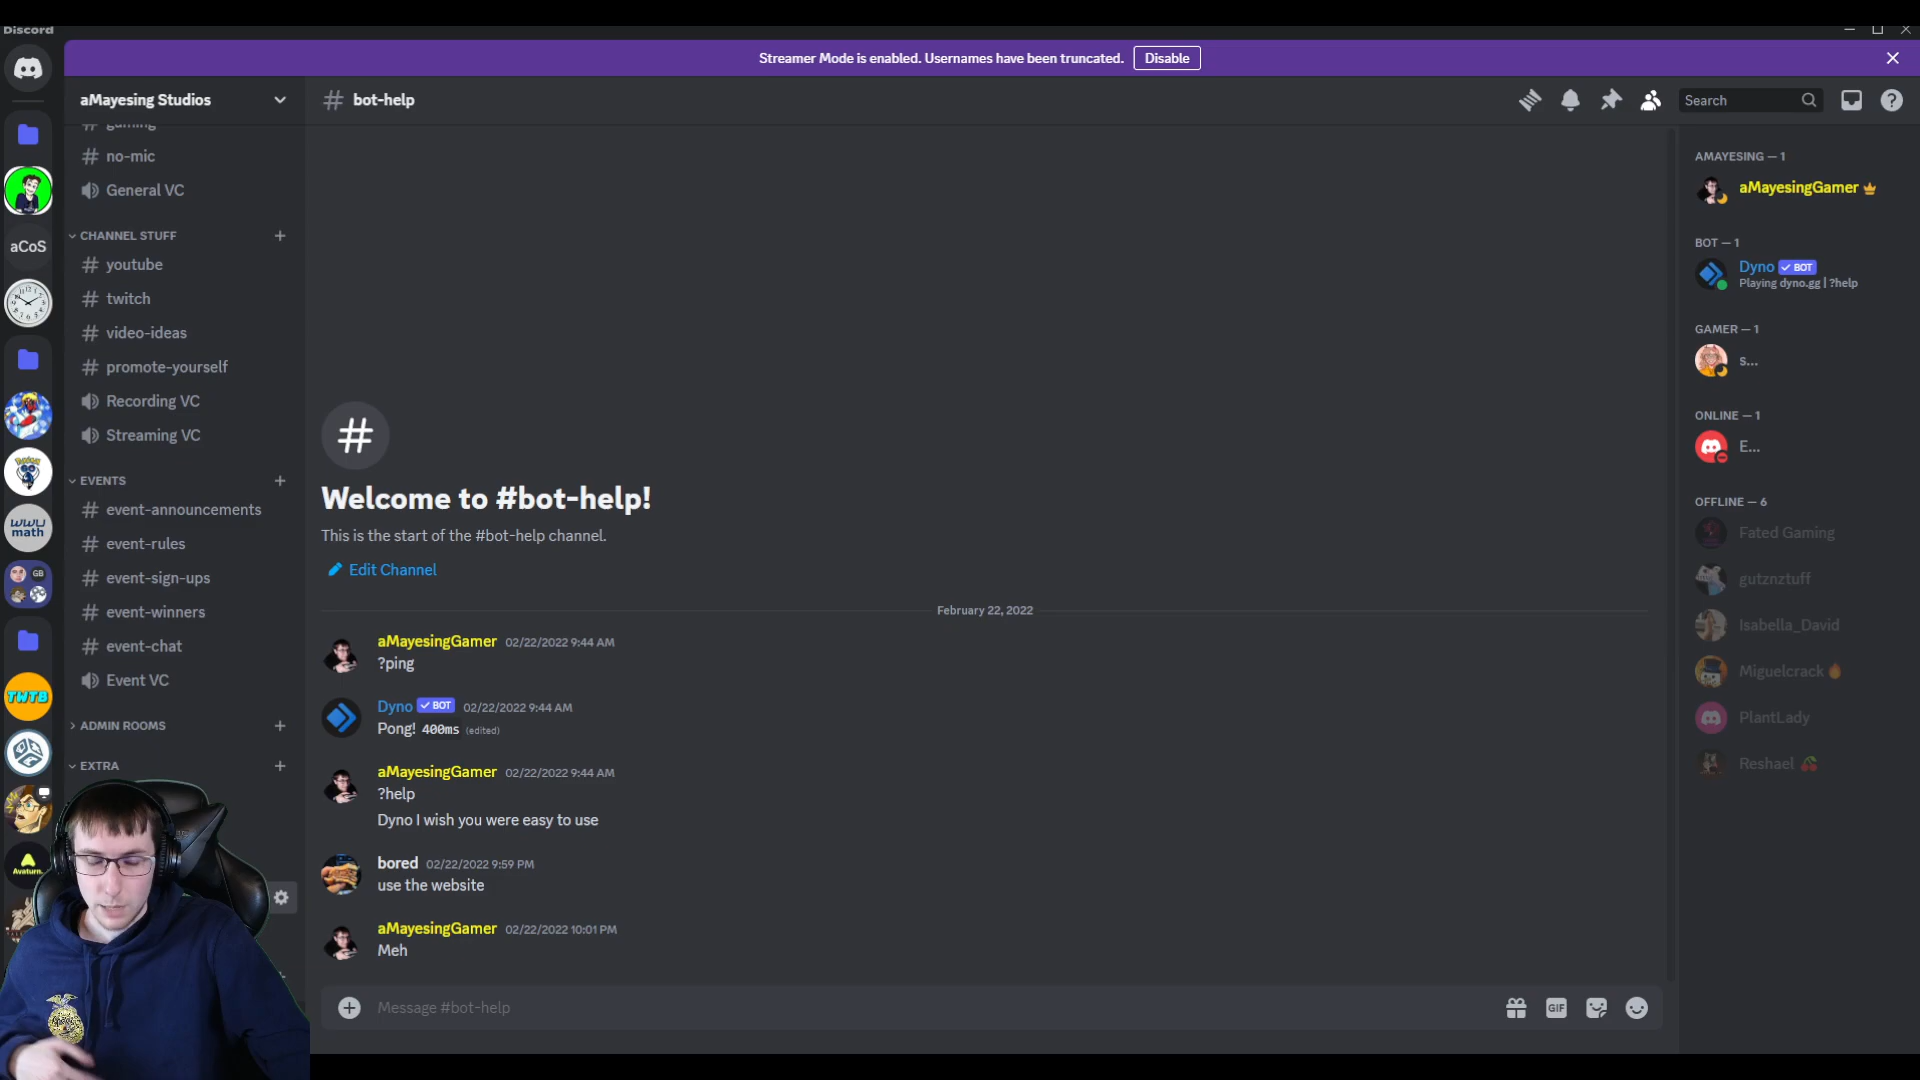 Discord
Streamer Mode is enabled. Usernames have been truncated. Disable
aMayesing Studios
# bot-help
Search
gaming
no-mic
General VC
CHANNEL STUFF
youtube
twitch
video-ideas
promote-yourself
Recording VC
Streaming VC
EVENTS
event-announcements
event-rules
event-sign-ups
event-winners
event-chat
Event VC
ADMIN ROOMS
EXTRA
aCoS
WWU
math
GB
TWTB
Avaturn
#
Welcome to #bot-help!
This is the start of the #bot-help channel.
Edit Channel
February 22, 2022
aMayesingGamer 02/22/2022 9:44 AM
?ping
Dyno BOT 02/22/2022 9:44 AM
Pong! 400ms (edited)
aMayesingGamer 02/22/2022 9:44 AM
?help
Dyno I wish you were easy to use
bored 02/22/2022 9:59 PM
use the website
aMayesingGamer 02/22/2022 10:01 PM
Meh
Message #bot-help
GIF
AMAYESING — 1
aMayesingGamer
BOT — 1
Dyno BOT
Playing dyno.gg | ?help
GAMER — 1
s...
ONLINE — 1
E...
OFFLINE — 6
Fated Gaming
gutznztuff
Isabella_David
Miguelcrack
PlantLady
Reshael